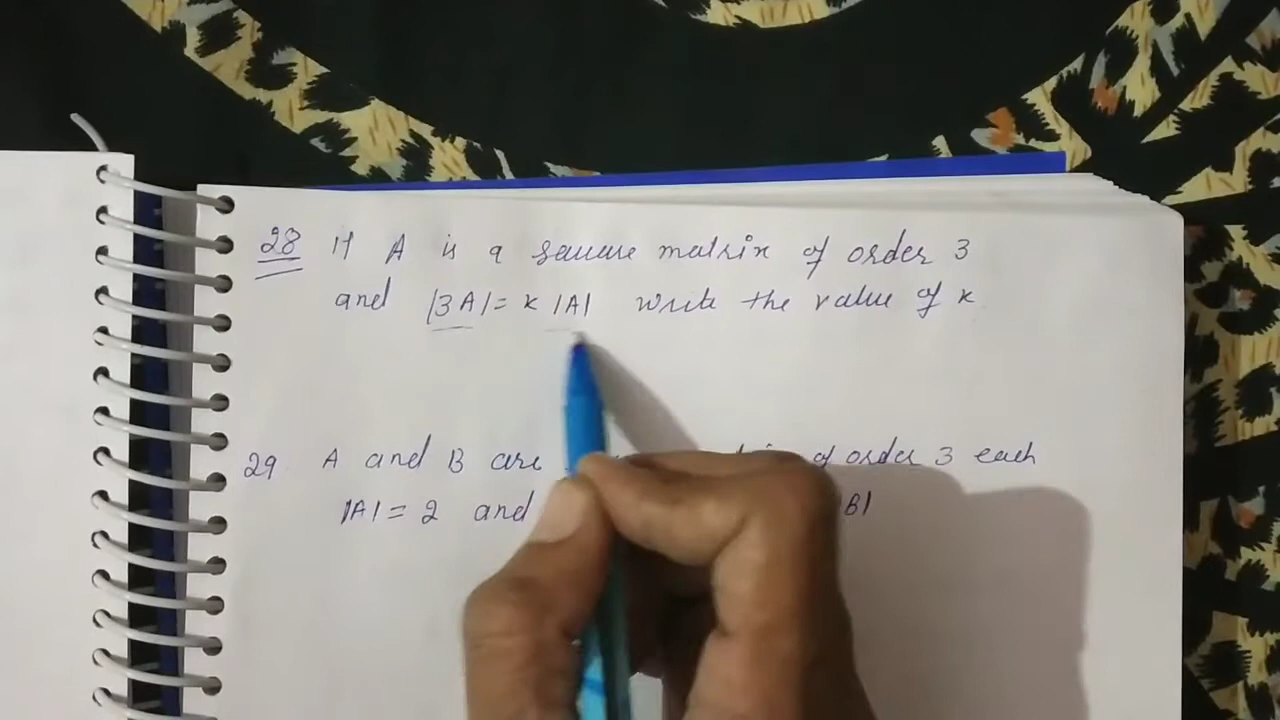 28 If A is a square matrix of order 3
and |3A| = k |A| write the value of k
29 A and B are of order 3 each
|A| = 2 and B|